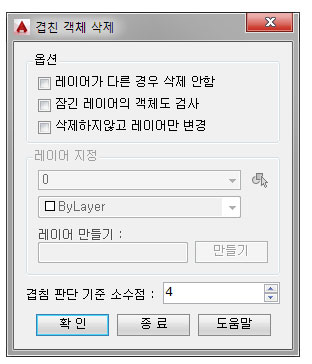 겹친 객체 삭제
옵션
레이어가 다른 경우 삭제 안함
잠긴 레이어의 객체도 검사
삭제하지않고 레이어만 변경
레이어 지정
0
ByLayer
레이어 만들기 :
만들기
겹침 판단 기준 소수점 : 4
확 인 종 료 도움말